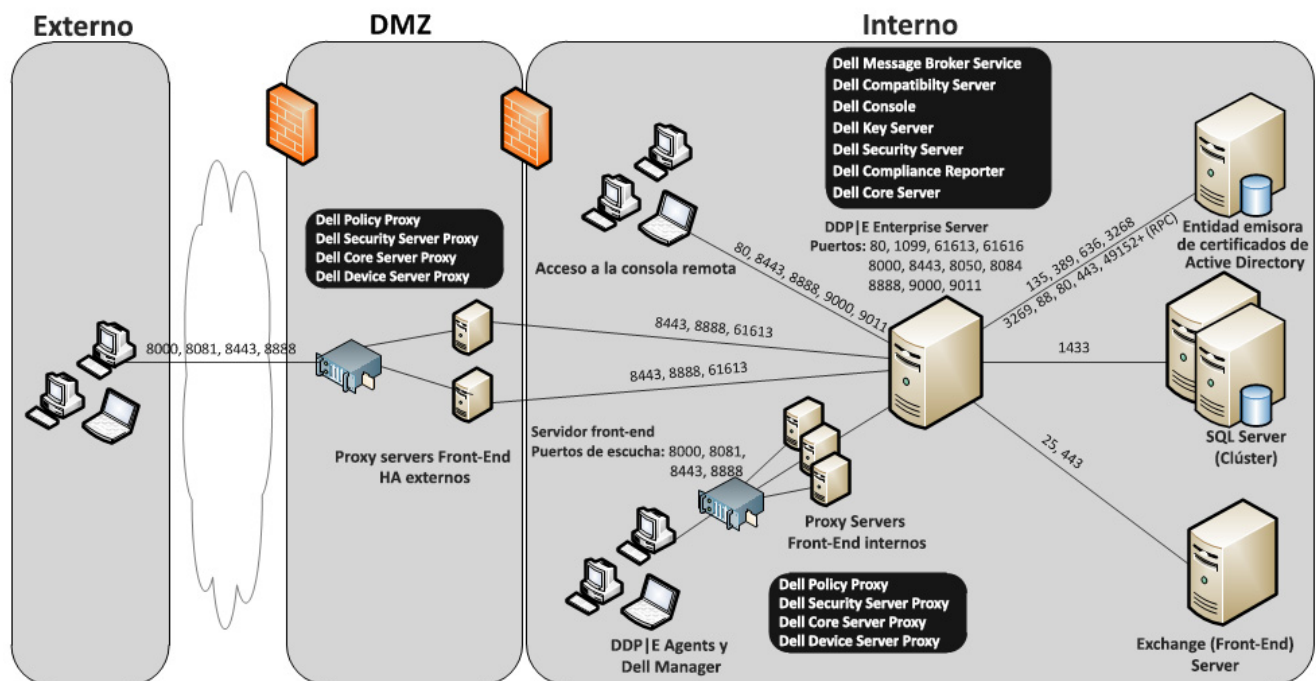 Externo
DMZ
Interno
Dell Message Broker Service
Dell Compatibilty Server
Dell Console
Dell Key Server
Dell Security Server
Dell Compliance Reporter
Dell Core Server
Dell Policy Proxy
Dell Security Server Proxy
Dell Core Server Proxy
Dell Device Server Proxy
DDP|E Enterprise Server
Puertos: 80, 1099, 61613, 61616
8000, 8443, 8050, 8084
8888, 9000, 9011
Acceso a la consola remota
80, 8443, 8888, 9000, 9011
135, 389, 636, 3268
3269, 88, 80, 443, 49152+ (RPC)
Entidad emisora
de certificados de
Active Directory
8000, 8081, 8443, 8888
8443, 8888, 61613
8443, 8888, 61613
1433
SQL Server
(Clúster)
Proxy servers Front-End
HA externos
Servidor front-end
Puertos de escucha: 8000, 8081,
8443, 8888
25, 443
Proxy Servers
Front-End internos
Dell Policy Proxy
Dell Security Server Proxy
Dell Core Server Proxy
Dell Device Server Proxy
DDP|E Agents y
Dell Manager
Exchange (Front-End)
Server